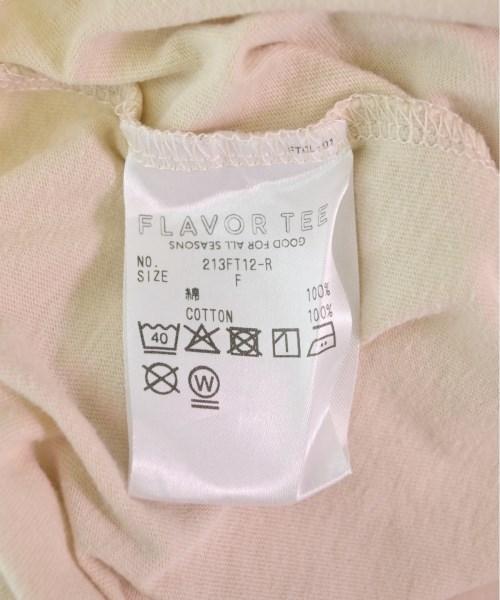 FLAVOR TEE
GOOD FOR ALL SEASONS
NO. 213FT12-R
SIZE F
綿 100%
COTTON 100%
40
W